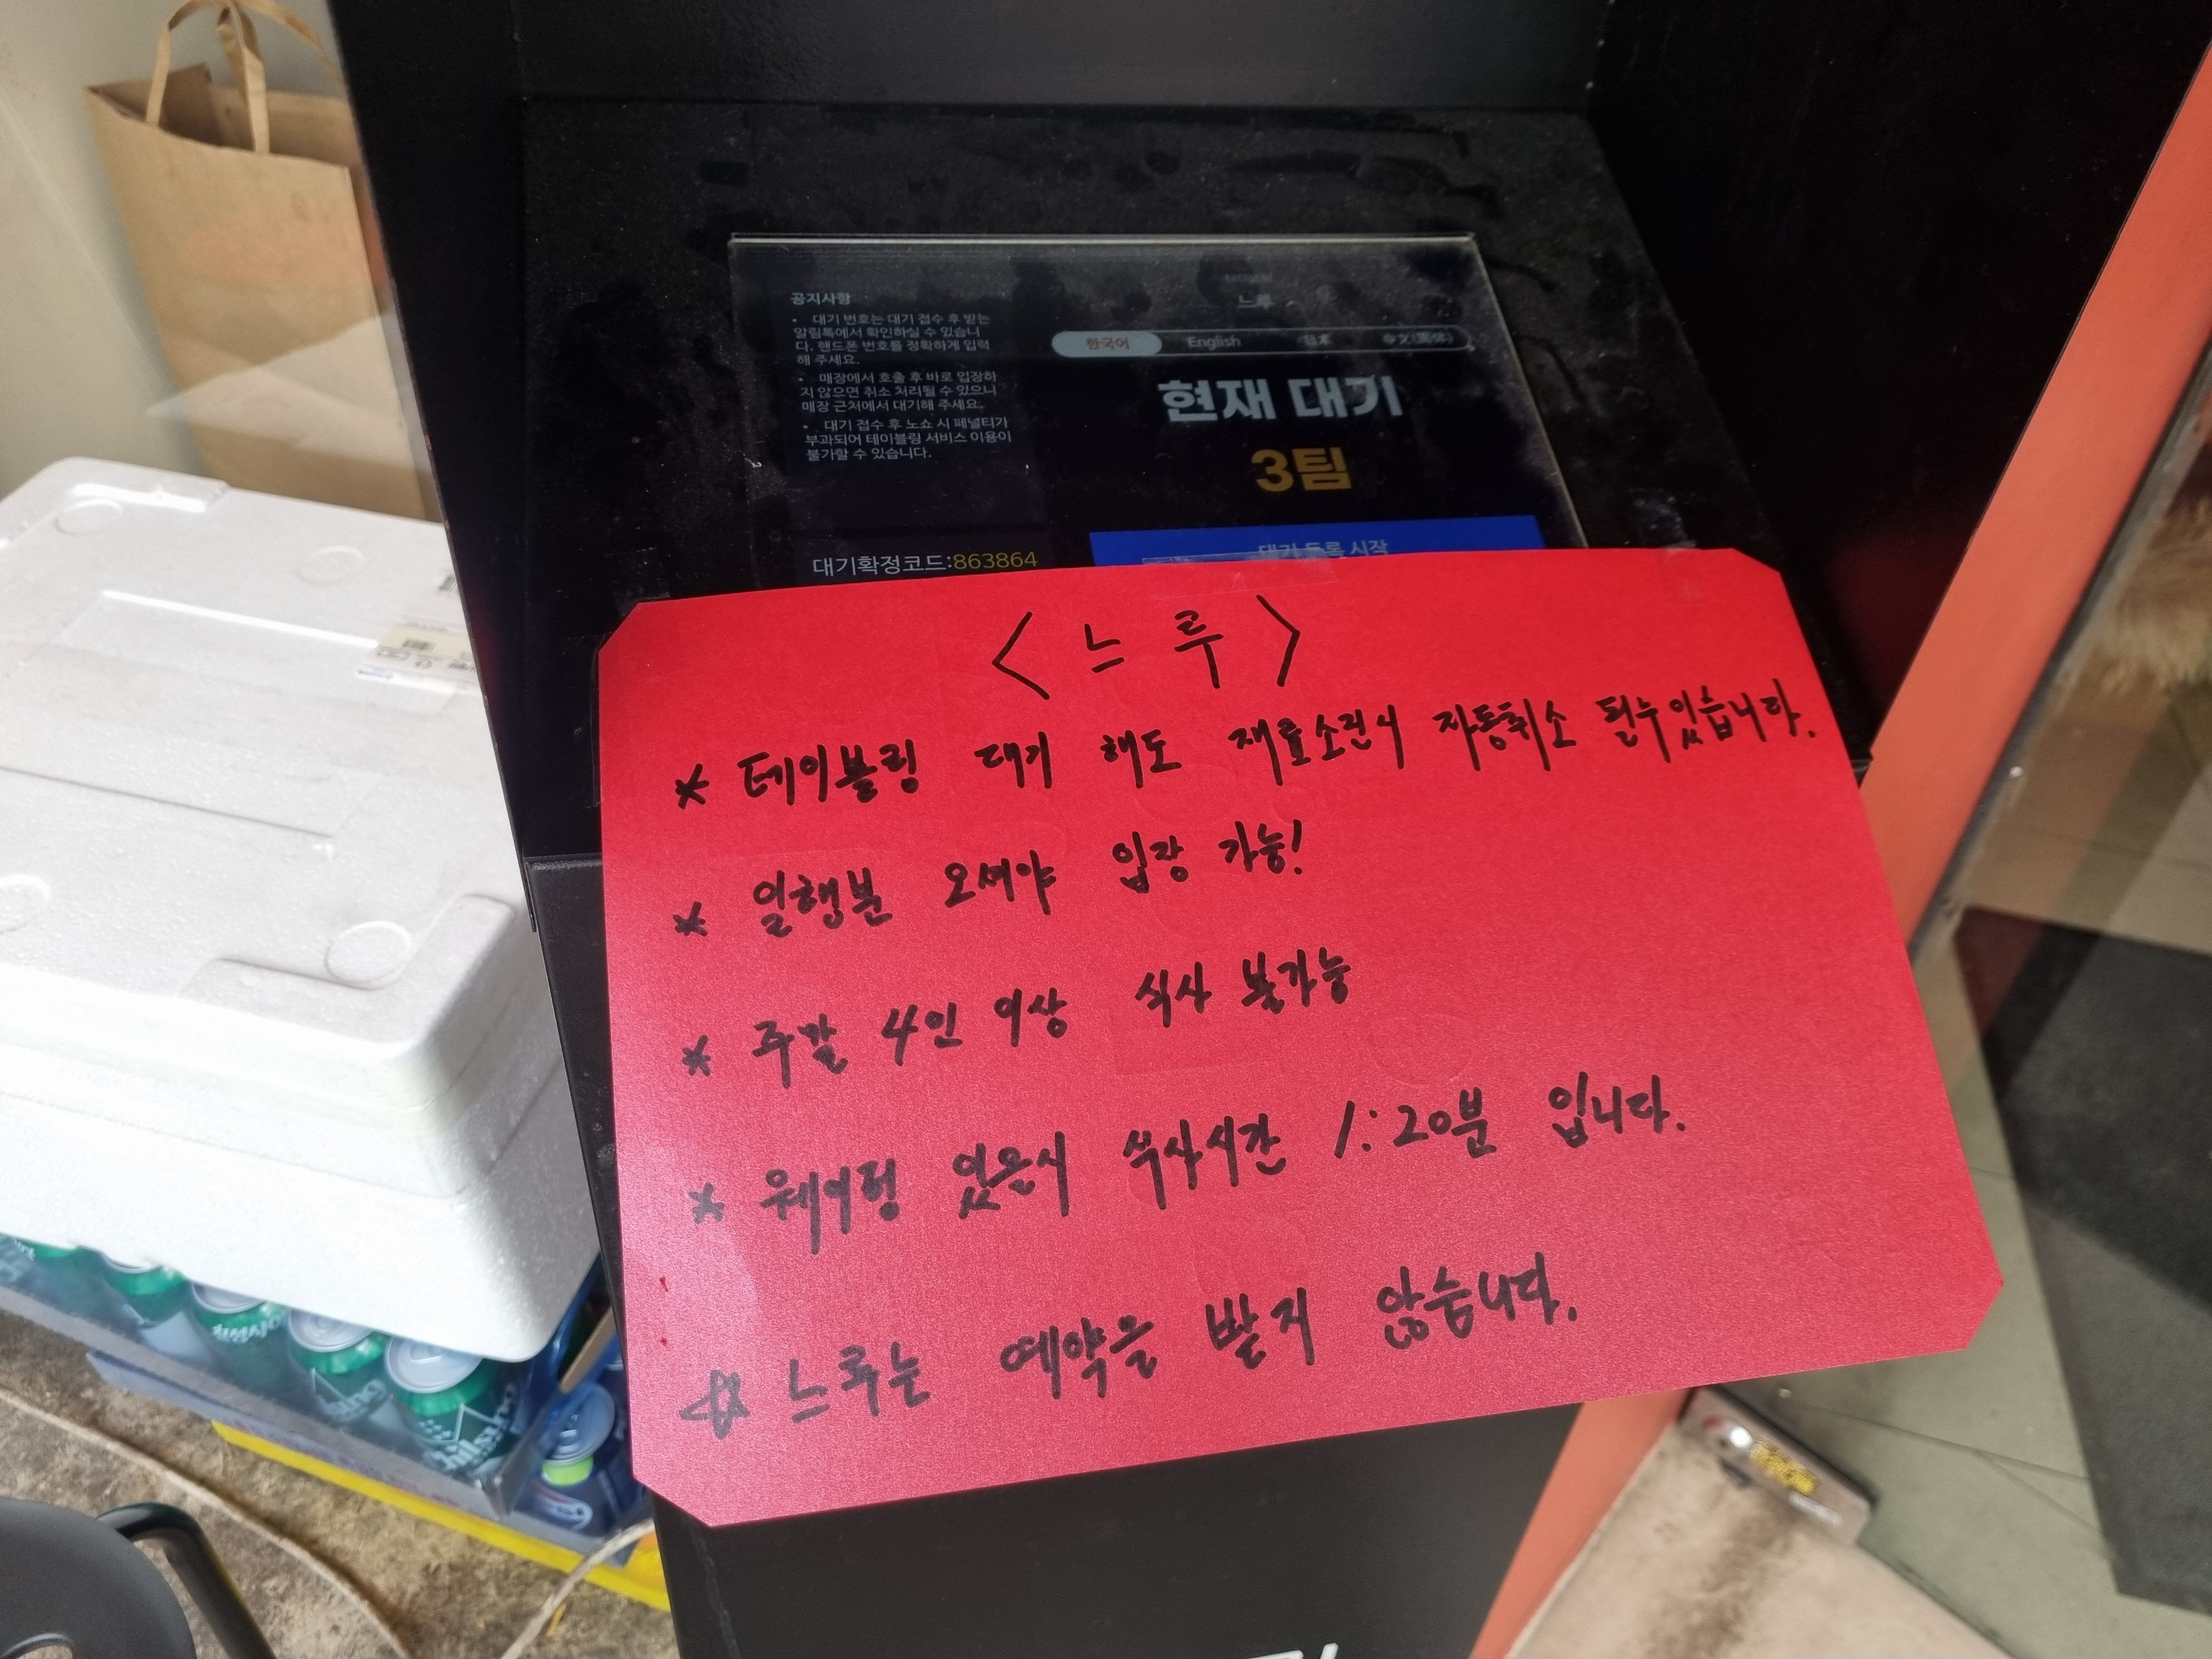 공지사항
• 대기 번호는 대기 접수 후 받는
알림톡에서 확인하실 수 있습니
다. 핸드폰 번호를 정확하게 입력
해 주세요.
• 매장에서 호출 후 바로 입장하
지 않으면 취소 처리될 수 있으니
매장 근처에서 대기해 주세요.
• 대기 접수 후 노쇼 시 페널티가
부과되어 테이블링 서비스 이용이
불가할 수 있습니다.
대기확정코드:863864
느루
한국어 English 日本 中文(简体)
현재 대기
3팀
대기 등록 시작
<느루>
* 테이블링 대기 해도 재료소진시 자동취소 될수있습니다.
* 일행분 오셔야 입장 가능!
* 주말 4인 이상 식사 불가능
* 웨이팅 있을시 식사시간 1:20분 입니다.
☆ 느루는 예약을 받지 않습니다.
chilsung